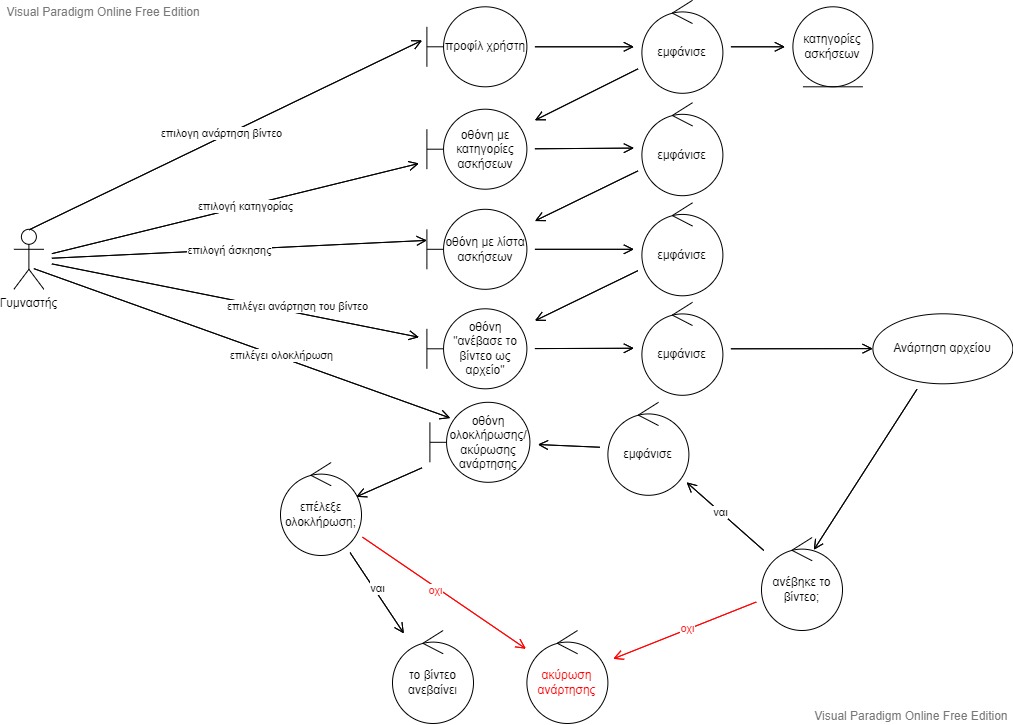 Visual Paradigm Online Free Edition
προφίλ χρήστη
εμφάνισε
κατηγορίες
ασκήσεων
επιλογη ανάρτηση βίντεο
οθόνη με
κατηγορίες
ασκήσεων
εμφάνισε
επιλογή κατηγορίας
επιλογή άσκησης
οθόνη με λίστα
ασκήσεων
εμφάνισε
Γυμναστής
επιλέγει ανάρτηση του βίντεο
οθόνη
"ανέβασε το
βίντεο ως
αρχείο"
εμφάνισε
Ανάρτηση αρχείου
επιλέγει ολοκλήρωση
οθόνη
ολοκλήρωσης/
ακύρωσης
ανάρτησης
εμφάνισε
επέλεξε
ολοκλήρωση;
ναι
ανέβηκε το
βίντεο;
ναι
οχι
οχι
το βίντεο
ανεβαίνει
ακύρωση
ανάρτησης
Visual Paradigm Online Free Edition